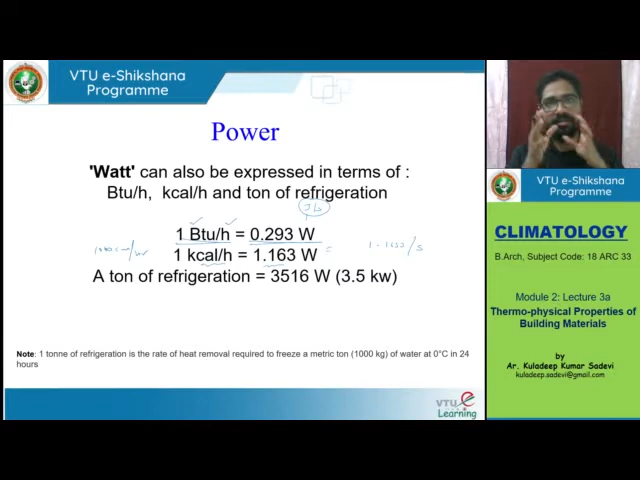 VTU e-Shikshana
Programme
Power
'Watt' can also be expressed in terms of :
Btu/h, kcal/h and ton of refrigeration
1 Btu/h = 0.293 W
1 kcal/h = 1.163 W
A ton of refrigeration = 3516 W (3.5 kw)
Note: 1 tonne of refrigeration is the rate of heat removal required to freeze a metric ton (1000 kg) of water at 0°C in 24
hours
VTU e
Learning
VTU e-Shikshana
Programme
CLIMATOLOGY
B.Arch, Subject Code: 18 ARC 33
Module 2: Lecture 3a
Thermo-physical Properties of
Building Materials
by
Ar. Kuladeep Kumar Sadevi
kuladeep.sadevi@gmail.com